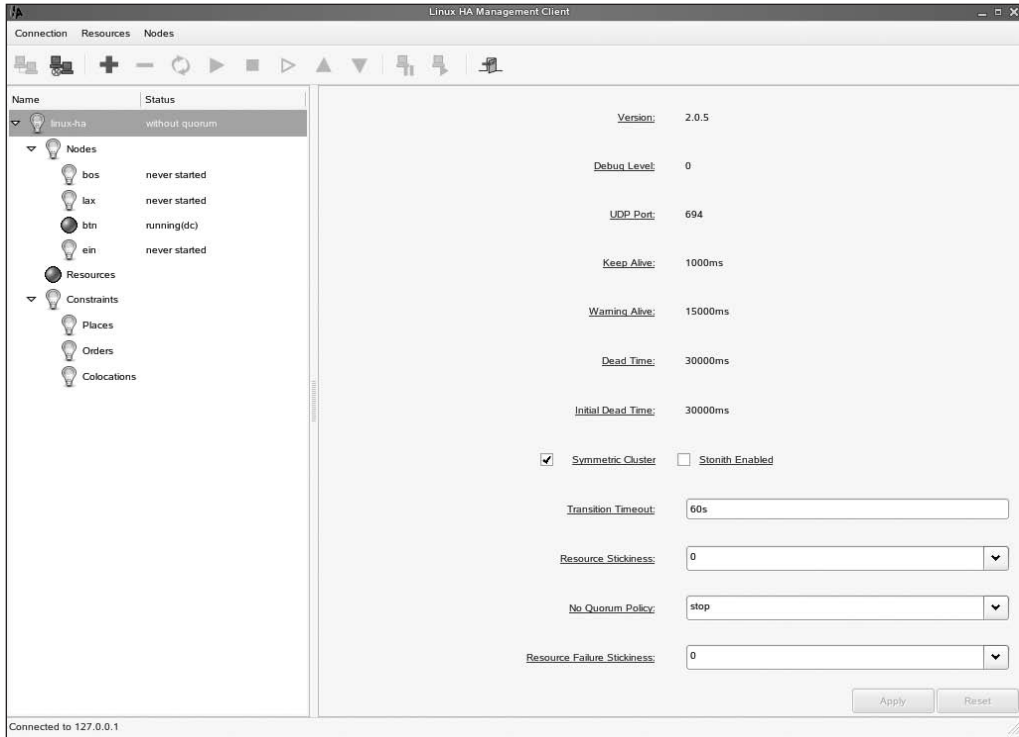 Linux HA Management Client
Connection Resources Nodes
Name Status
linux-ha without quorum
Nodes
bos never started
lax never started
btn running(dc)
ein never started
Resources
Constraints
Places
Orders
Colocations
Version: 2.0.5
Debug Level: 0
UDP Port: 694
Keep Alive: 1000ms
Warning Alive: 15000ms
Dead Time: 30000ms
Initial Dead Time: 30000ms
Symmetric Cluster Stonith Enabled
Transition Timeout: 60s
Resource Stickiness: 0
No Quorum Policy: stop
Resource Failure Stickiness: 0
Apply Reset
Connected to 127.0.0.1